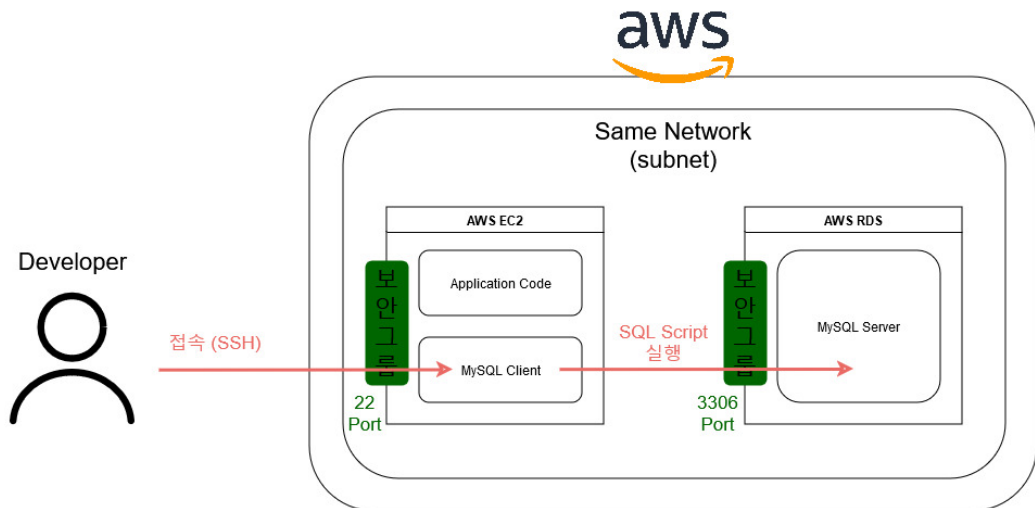 aws
Same Network
(subnet)
AWS EC2
AWS RDS
Developer
보안그룹
Application Code
보안그룹
MySQL Server
접속 (SSH)
SQL Script
실행
MySQL Client
22
Port
3306
Port